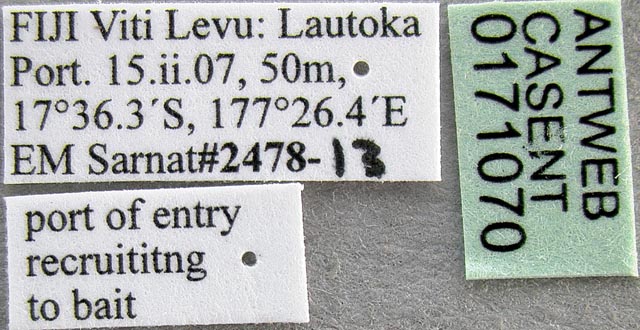 FIJI Viti Levu: Lautoka
Port. 15.ii.07, 50m,
17°36.3´S, 177°26.4´E
EM Sarnat#2478-13
port of entry
recruititng
to bait
ANTWEB
CASENT
0171070